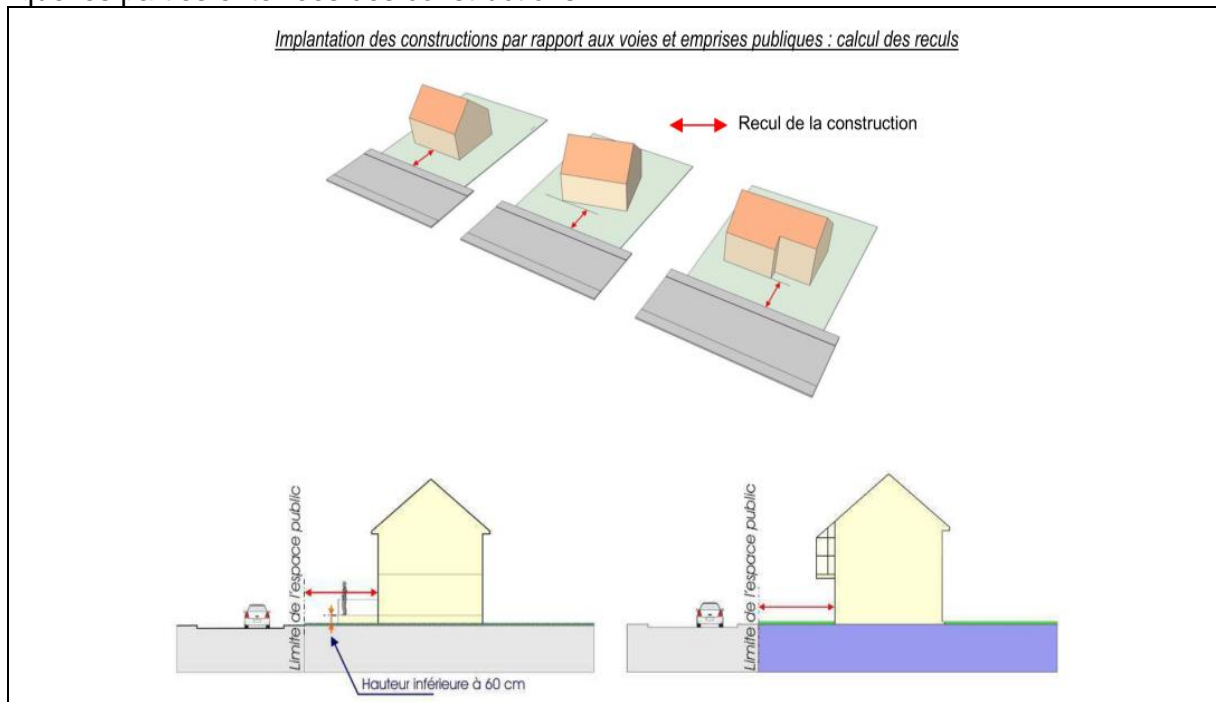 Implantation des constructions par rapport aux voies et emprises publiques : calcul des reculs
Recul de la construction
Limite de l'espace public
Hauteur inférieure à 60 cm
Limite de l'espace public